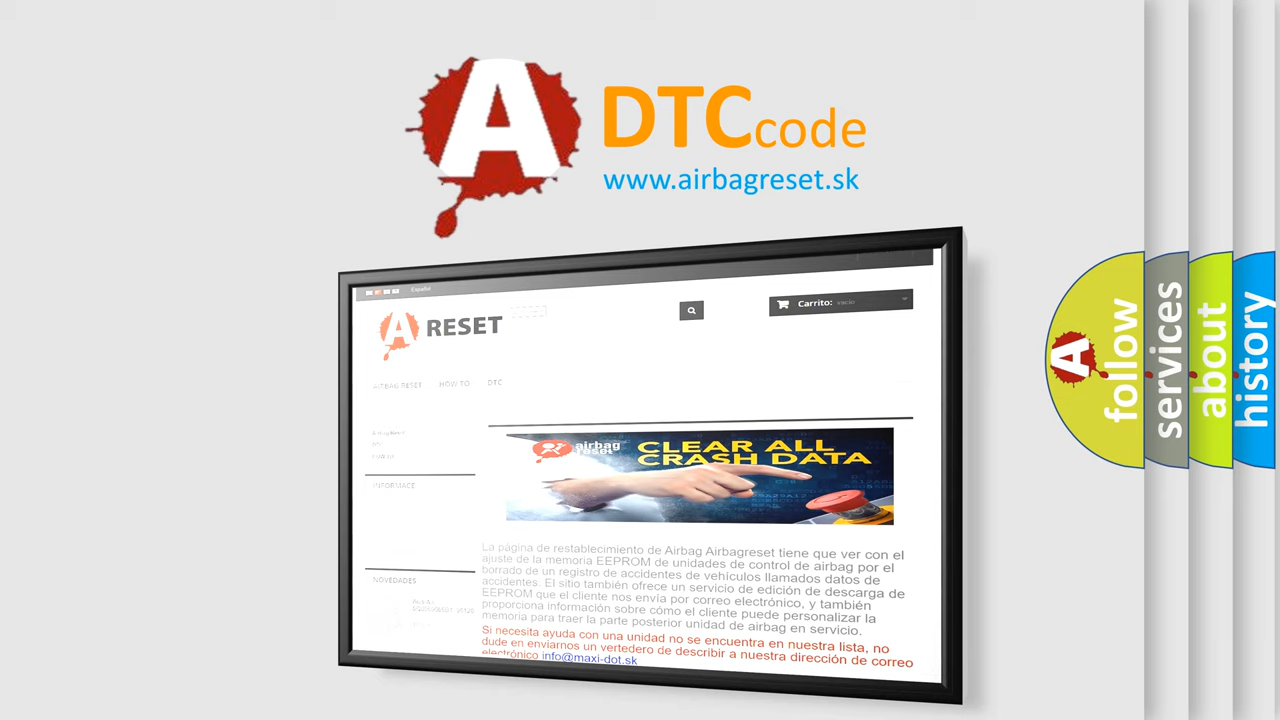 A DTCcode
www.airbagreset.sk
Español
A RESET
Carrito: vacío
AIRBAG RESET HOW TO DTC
Airbag Reset
DTC
INFORMACE
airbag
reset
CLEAR ALL
CRASH DATA
NOVEDADES
La página de restablecimiento de Airbag Airbagreset tiene que ver con el
ajuste de la memoria EEPROM de unidades de control de airbag por el
borrado de un registro de accidentes de vehículos llamados datos de
accidentes. El sitio también ofrece un servicio de edición de descarga de
EEPROM que el cliente nos envía por correo electrónico, y también
proporciona información sobre cómo el cliente puede personalizar la
memoria para traer la parte posterior unidad de airbag en servicio.
Si necesita ayuda con una unidad no se encuentra en nuestra lista, no
dude en enviarnos un vertedero de describir a nuestra dirección de correo
electrónico info@maxi-dot.sk
A
follow
services
about
history